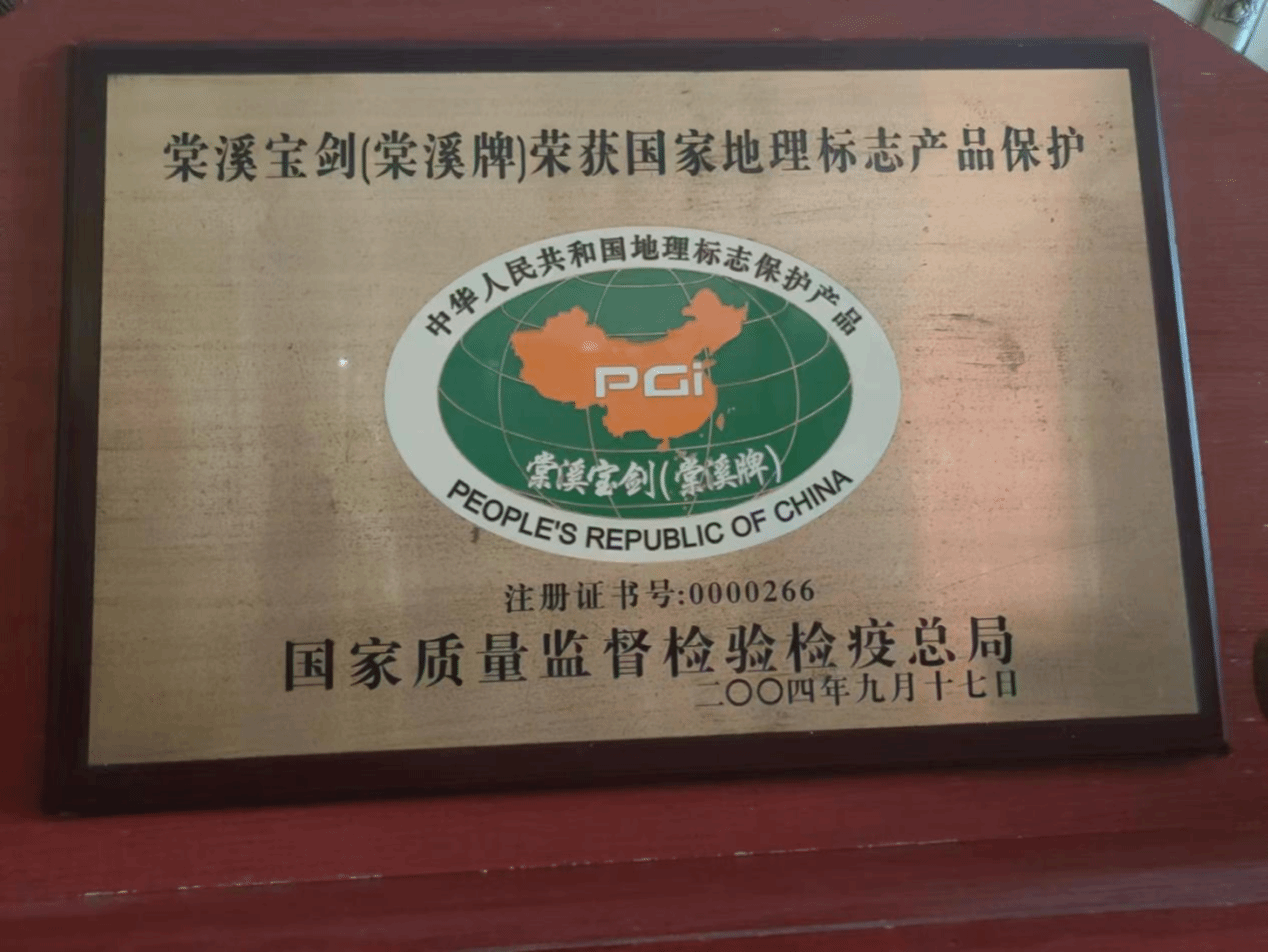 棠溪宝剑(棠溪牌)荣获国家地理标志产品保护
中华人民共和国地理标志保护产品
PGi
棠溪宝剑(棠溪牌)
PEOPLE'S REPUBLIC OF CHINA
注册证书号:0000266
国家质量监督检验检疫总局
二〇〇四年九月十七日